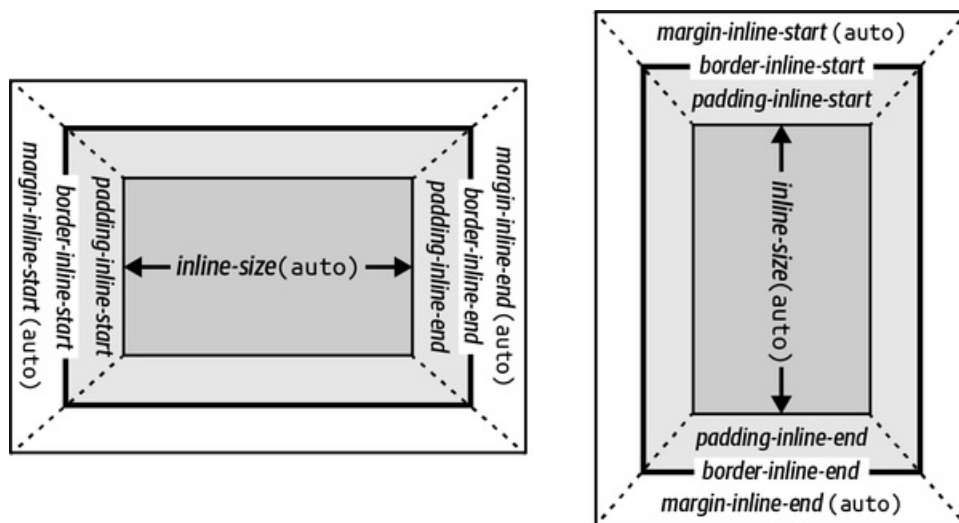 margin-inline-start (auto)
border-inline-start
padding-inline-start
inline-size(auto)
padding-inline-end
border-inline-end
margin-inline-end (auto)
margin-inline-start (auto)
border-inline-start
padding-inline-start
inline-size(auto)
padding-inline-end
border-inline-end
margin-inline-end (auto)